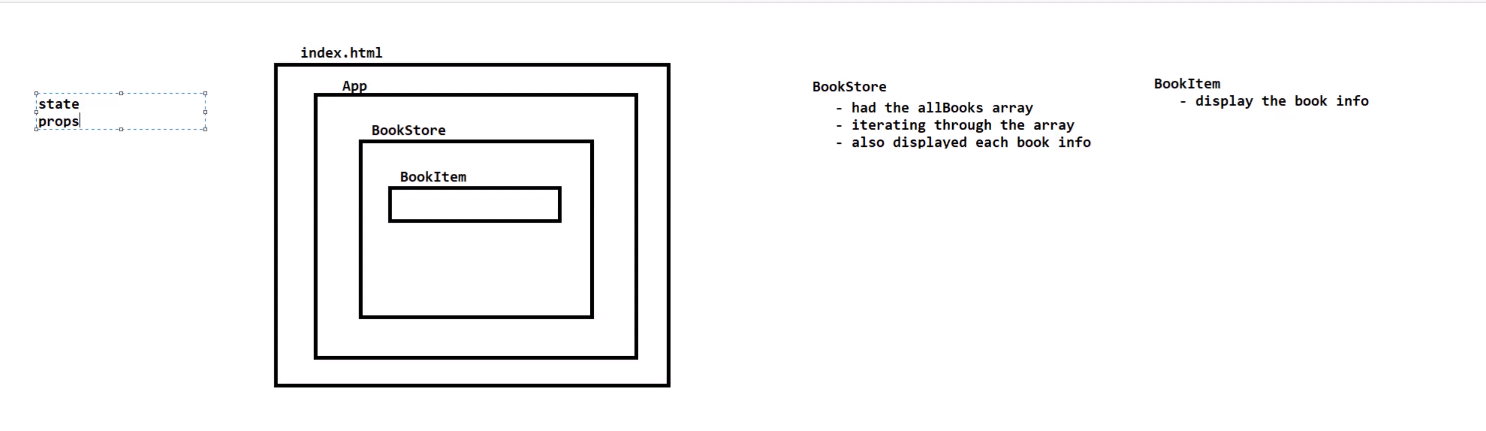 state
props
index.html
App
BookStore
BookItem
BookStore
- had the allBooks array
- iterating through the array
- also displayed each book info
BookItem
- display the book info